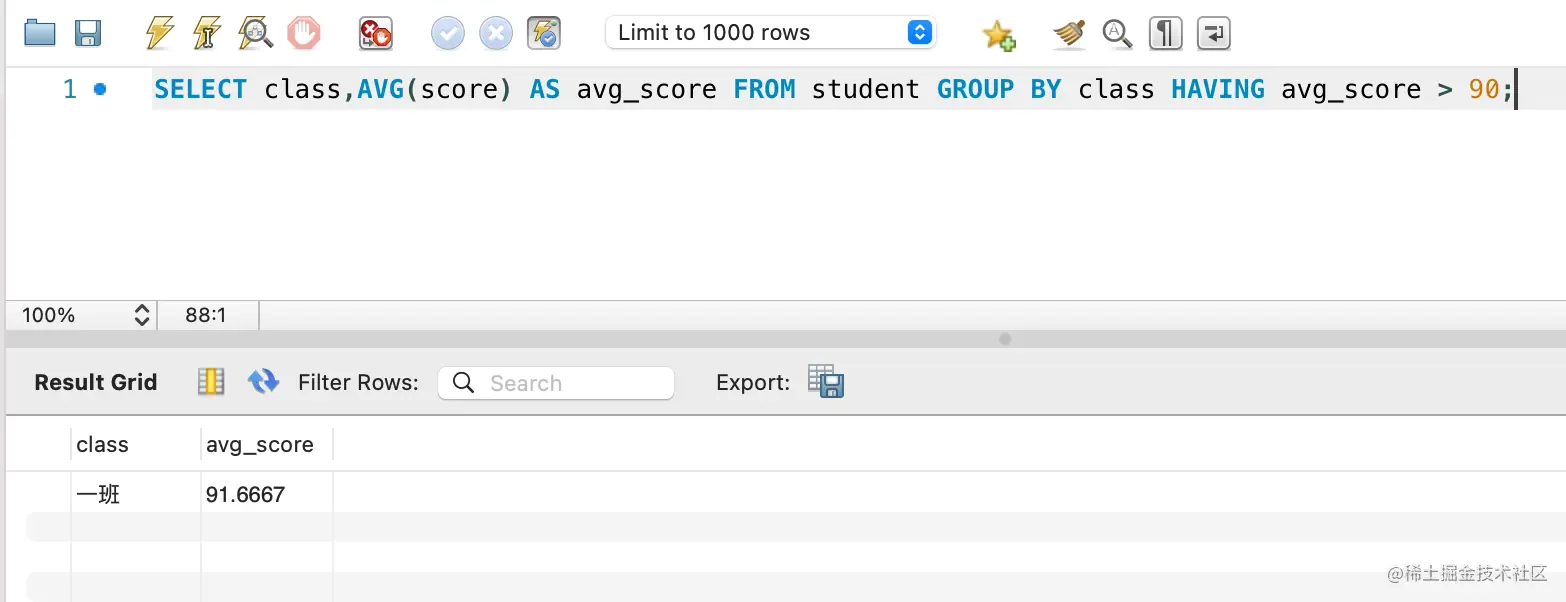 Limit to 1000 rows
1 SELECT class,AVG(score) AS avg_score FROM student GROUP BY class HAVING avg_score > 90;
100% 88:1
Result Grid Filter Rows: Search Export:
class avg_score
一班 91.6667
@稀土掘金技术社区